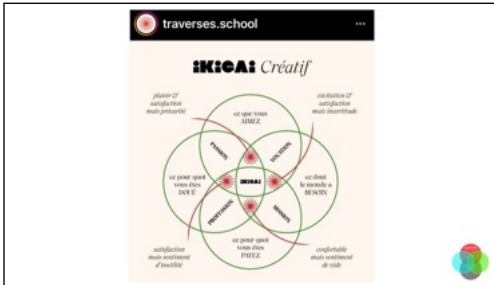 traverses.school
iKiGAi Créatif
plaisir &
satisfaction
mais précarité
excitation &
satisfaction
mais incertitude
ce que vous
AIMEZ
PASSION
VOCATION
ce pour quoi
vous êtes
DOUÉ
iKiGAi
ce dont
le monde a
BESOIN
PROFESSION
MISSION
ce pour quoi
vous êtes
PAYÉZ
satisfaction
mais sentiment
d'inutilité
confortable
mais sentiment
de vide